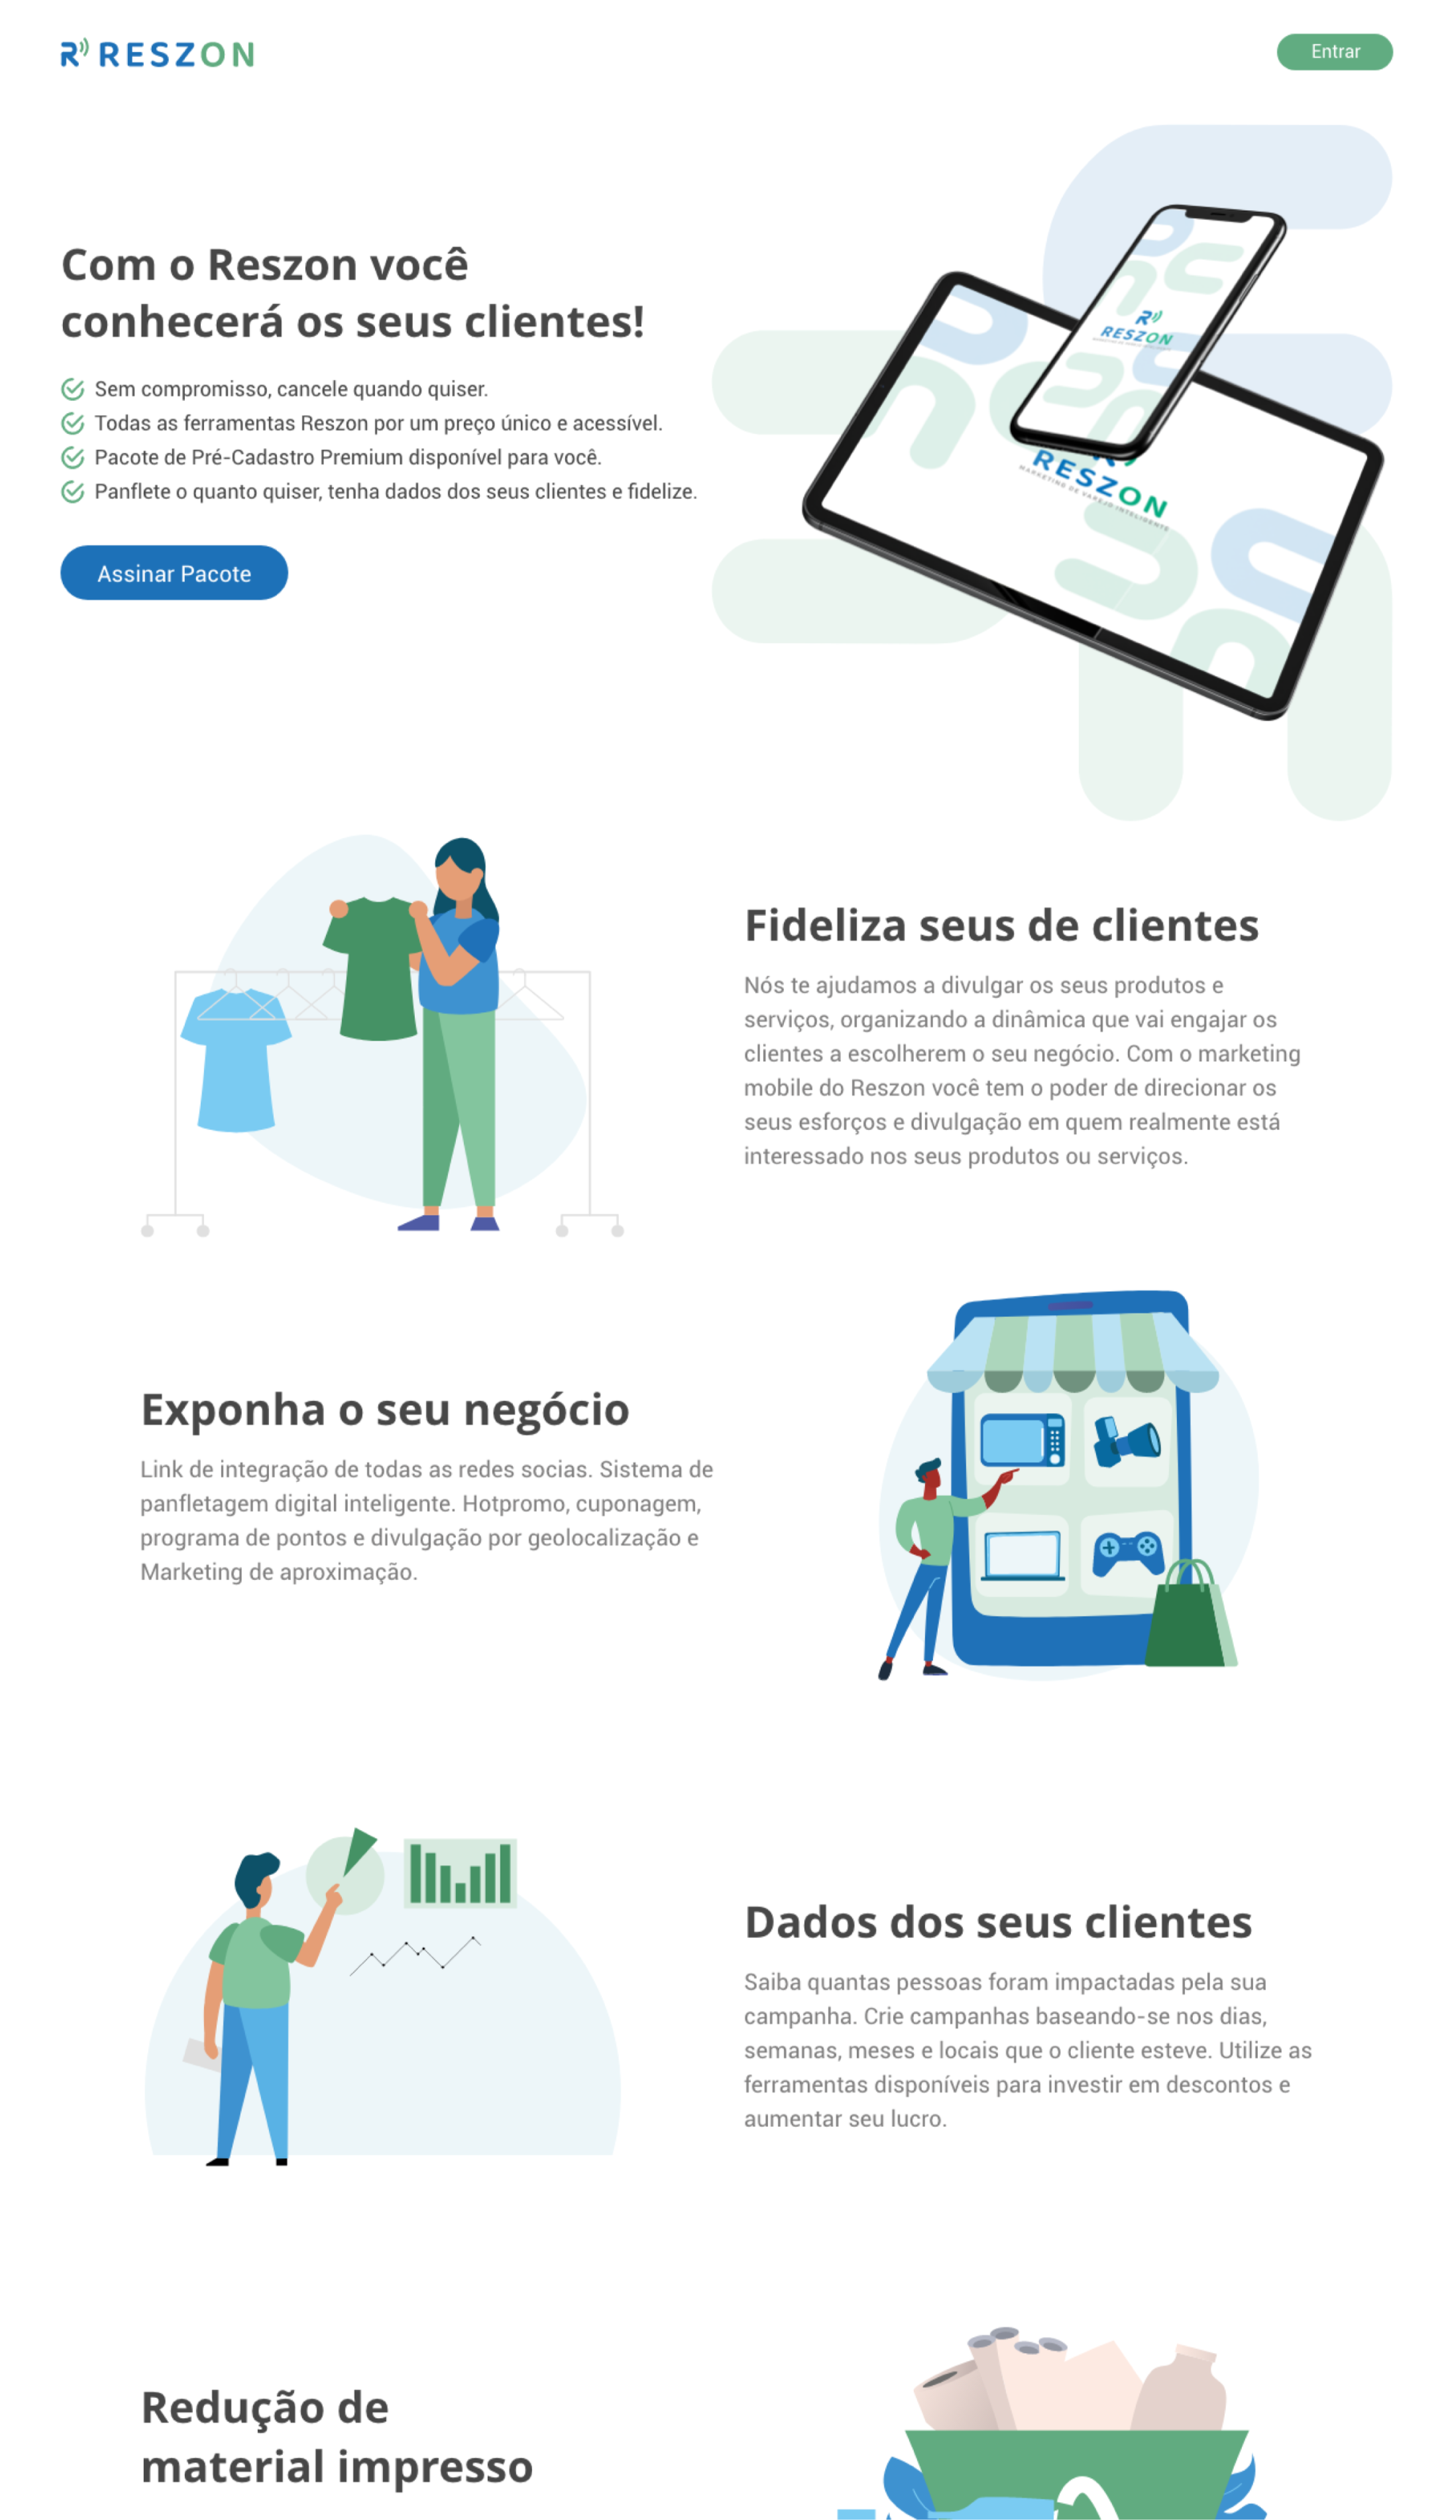 RESZON
Entrar
Com o Reszon você
conhecerá os seus clientes!
Sem compromisso, cancele quando quiser.
Todas as ferramentas Reszon por um preço único e acessível.
Pacote de Pré-Cadastro Premium disponível para você.
Panflete o quanto quiser, tenha dados dos seus clientes e fidelize.
Assinar Pacote
RESZON
RESZON
MARKETING DE VAREJO INTELIGENTE
Fideliza seus de clientes
Nós te ajudamos a divulgar os seus produtos e
serviços, organizando a dinâmica que vai engajar os
clientes a escolherem o seu negócio. Com o marketing
mobile do Reszon você tem o poder de direcionar os
seus esforços e divulgação em quem realmente está
interessado nos seus produtos ou serviços.
Exponha o seu negócio
Link de integração de todas as redes socias. Sistema de
panfletagem digital inteligente. Hotpromo, cuponagem,
programa de pontos e divulgação por geolocalização e
Marketing de aproximação.
Dados dos seus clientes
Saiba quantas pessoas foram impactadas pela sua
campanha. Crie campanhas baseando-se nos dias,
semanas, meses e locais que o cliente esteve. Utilize as
ferramentas disponíveis para investir em descontos e
aumentar seu lucro.
Redução de
material impresso